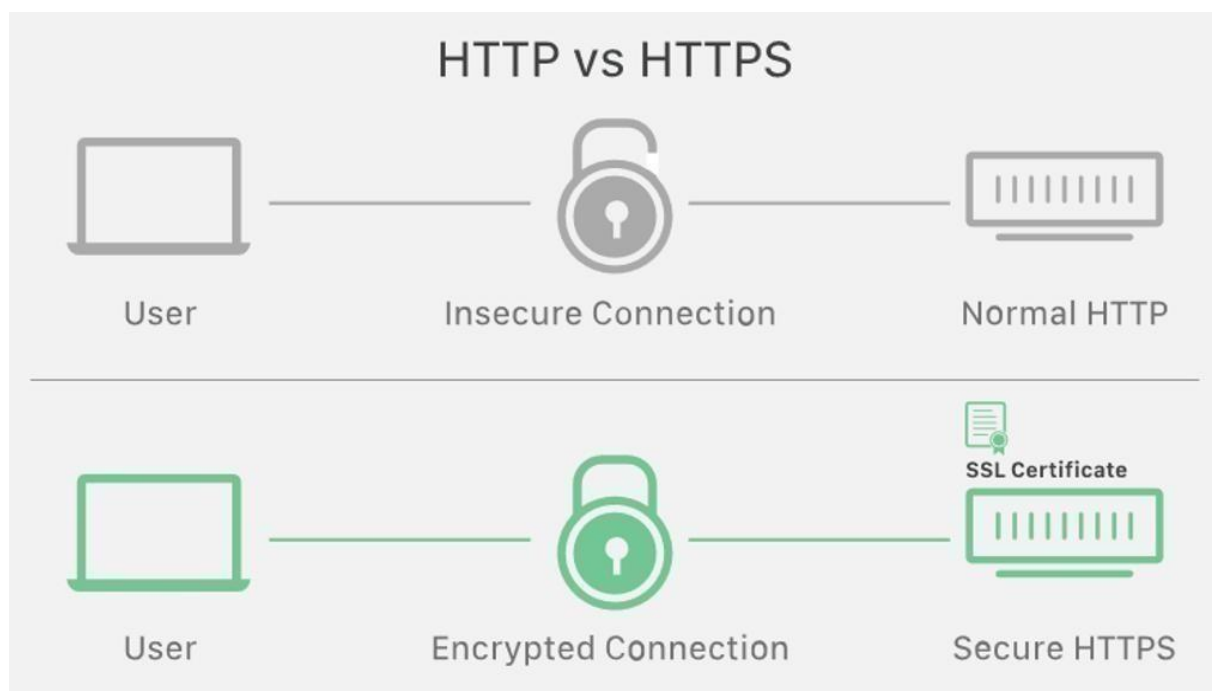 HTTP vs HTTPS
User
Insecure Connection
Normal HTTP
SSL Certificate
User
Encrypted Connection
Secure HTTPS